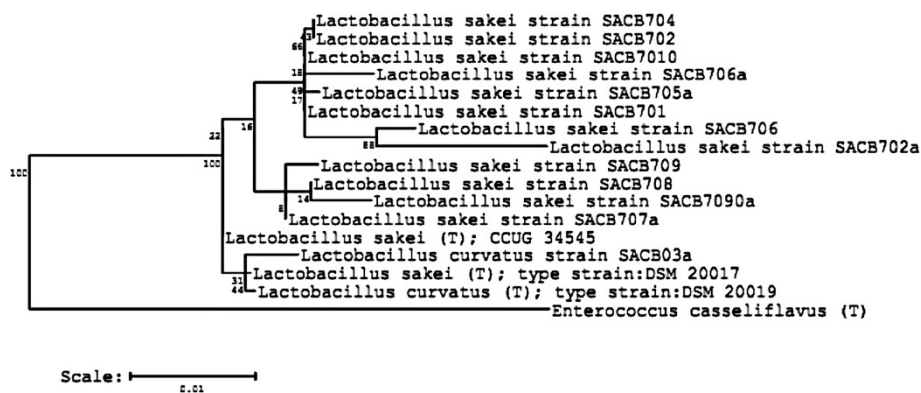 Lactobacillus sakei strain SACB704
43
Lactobacillus sakei strain SACB702
66
Lactobacillus sakei strain SACB7010
18
Lactobacillus sakei strain SACB706a
49
Lactobacillus sakei strain SACB705a
17
Lactobacillus sakei strain SACB701
16
Lactobacillus sakei strain SACB706
22
88
Lactobacillus sakei strain SACB702a
100
100
Lactobacillus sakei strain SACB709
Lactobacillus sakei strain SACB708
14
Lactobacillus sakei strain SACB7090a
8
Lactobacillus sakei strain SACB707a
Lactobacillus sakei (T); CCUG 34545
Lactobacillus curvatus strain SACB03a
31
Lactobacillus sakei (T); type strain:DSM 20017
44
Lactobacillus curvatus (T); type strain:DSM 20019
Enterococcus casseliflavus (T)
Scale:
0.01